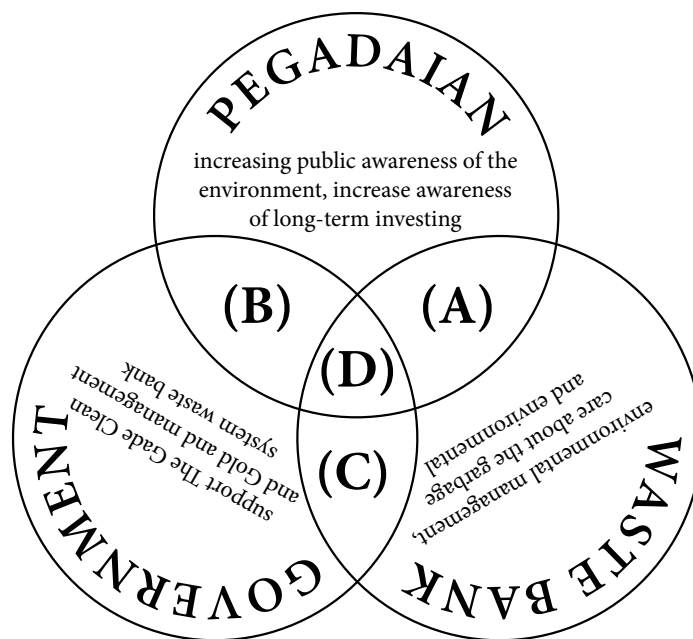 PEGADAIAN
increasing public awareness of the
environment, increase awareness
of long-term investing
(B)
(A)
(D)
(C)
support The Gade Clean
and Gold and management
system waste bank
GOVERNMENT
environmental management,
care about the garbage
and environmental
WASTE BANK